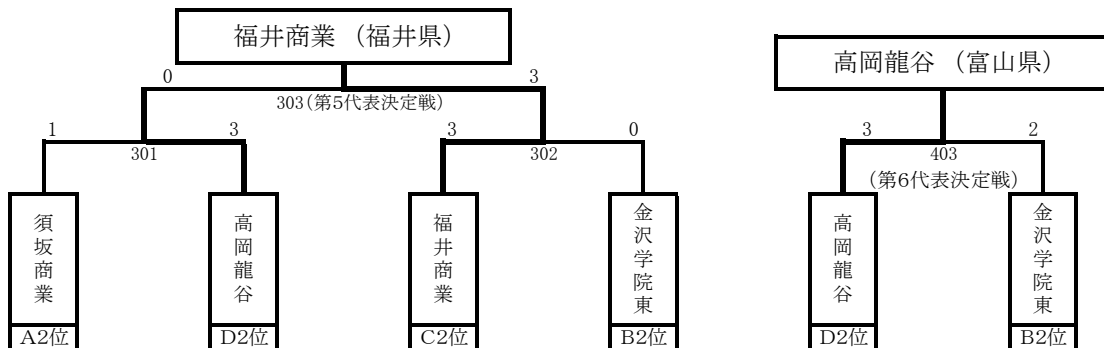 福井商業 (福井県)
0
3
303(第5代表決定戦)
1
3
301
3
0
302
須坂商業
高岡龍谷
福井商業
金沢学院東
A2位
D2位
C2位
B2位
高岡龍谷 (富山県)
3
2
403
(第6代表決定戦)
高岡龍谷
金沢学院東
D2位
B2位